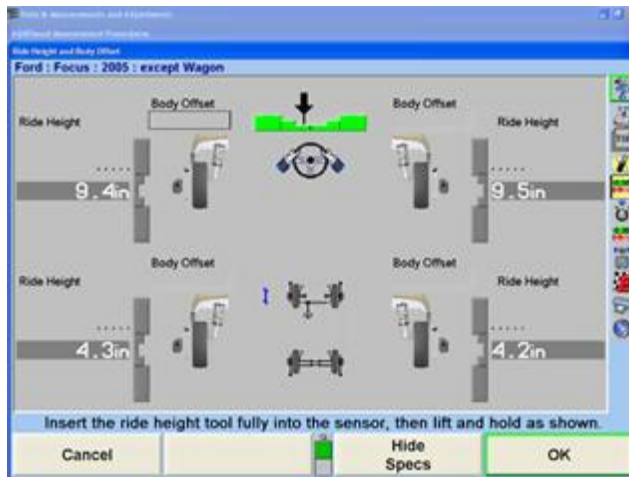 Ride Height and Body Offset
Ford : Focus : 2005 : except Wagon
Body Offset
Body Offset
Ride Height
Ride Height
9.4in
9.5in
Body Offset
Body Offset
Ride Height
Ride Height
4.3in
4.2in
Insert the ride height tool fully into the sensor, then lift and hold as shown.
Cancel
Hide
Specs
OK